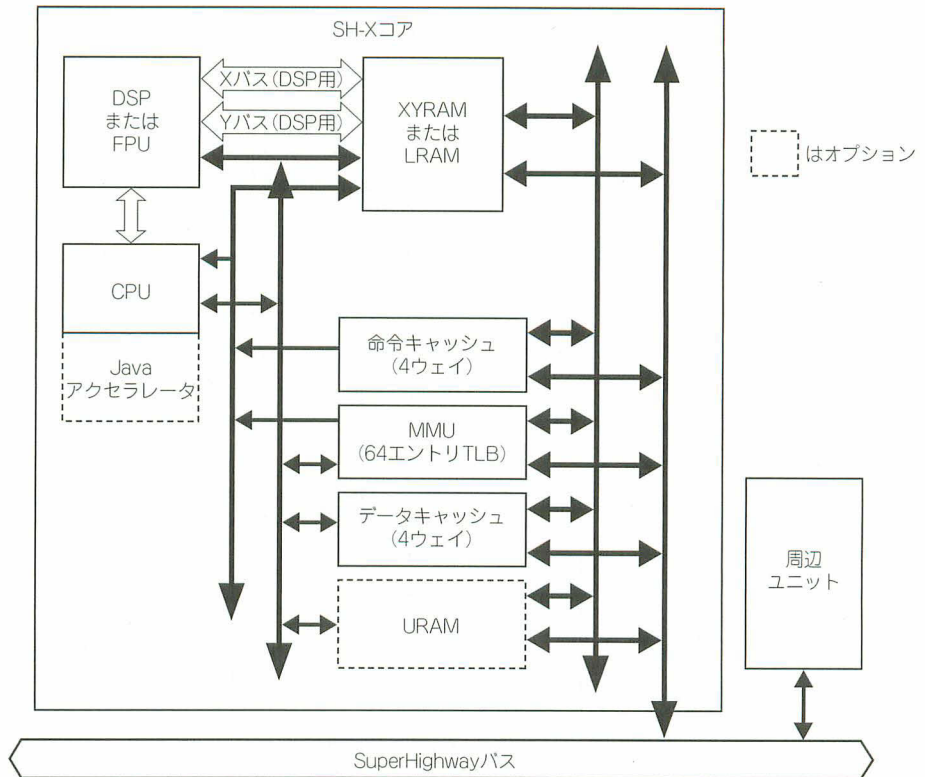 SH-Xコア
DSP
または
FPU
Xバス(DSP用)
Yバス(DSP用)
XYRAM
または
LRAM
はオプション
CPU
Java
アクセラレータ
命令キャッシュ
(4ウェイ)
MMU
(64エントリTLB)
データキャッシュ
(4ウェイ)
URAM
周辺
ユニット
SuperHighwayバス